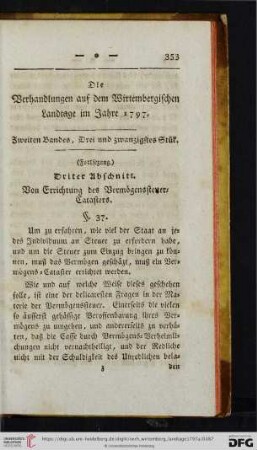 353
Die
Verhandlungen auf dem Wirtembergischen
Landtage im Jahre 1797.
Zweiten Bandes, Drei und zwanzigstes Stük.
(Fortsezung.)
Dritter Abschnitt.
Von Errichtung des Vermögenssteuer-
Catasters.
§. 37.
Um zu erfahren, wie viel der Staat an je-
des Individuum an Steuer zu erfordern habe,
und um die Steuer zum Einzug bringen zu kön-
nen, muß das Vermögen geschäzt, muß ein Ver-
mögens-Cataster errichtet werden.
Wie und auf welche Weise dieses geschehen
solle, ist eine der delicatesten Fragen in der Ma-
terie der Vermögenssteuer. Einerseits die vielen
so äusserst gehässige Veroffenbarung ihres Ver-
mögens zu umgehen, und andererseits zu verhü-
ten, daß die Casse durch Vermögens-Verheimli-
chungen nicht vernachtheiligt, und der Redliche
nicht mit der Schuldigkeit des Unredlichen bela-
den